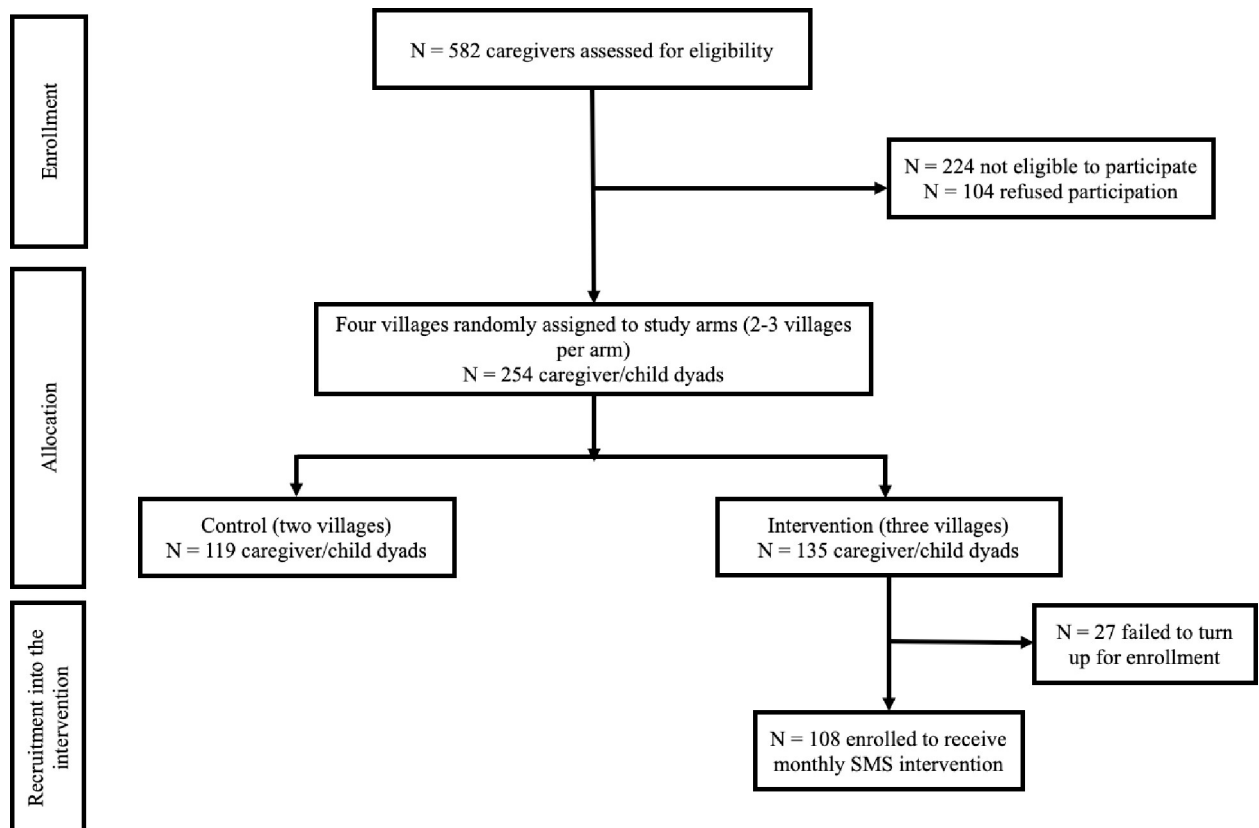 Enrollment
N = 582 caregivers assessed for eligibility
N = 224 not eligible to participate
N = 104 refused participation
Allocation
Four villages randomly assigned to study arms (2-3 villages
per arm)
N = 254 caregiver/child dyads
Control (two villages)
N = 119 caregiver/child dyads
Intervention (three villages)
N = 135 caregiver/child dyads
Recruitment into the
intervention
N = 27 failed to turn
up for enrollment
N = 108 enrolled to receive
monthly SMS intervention